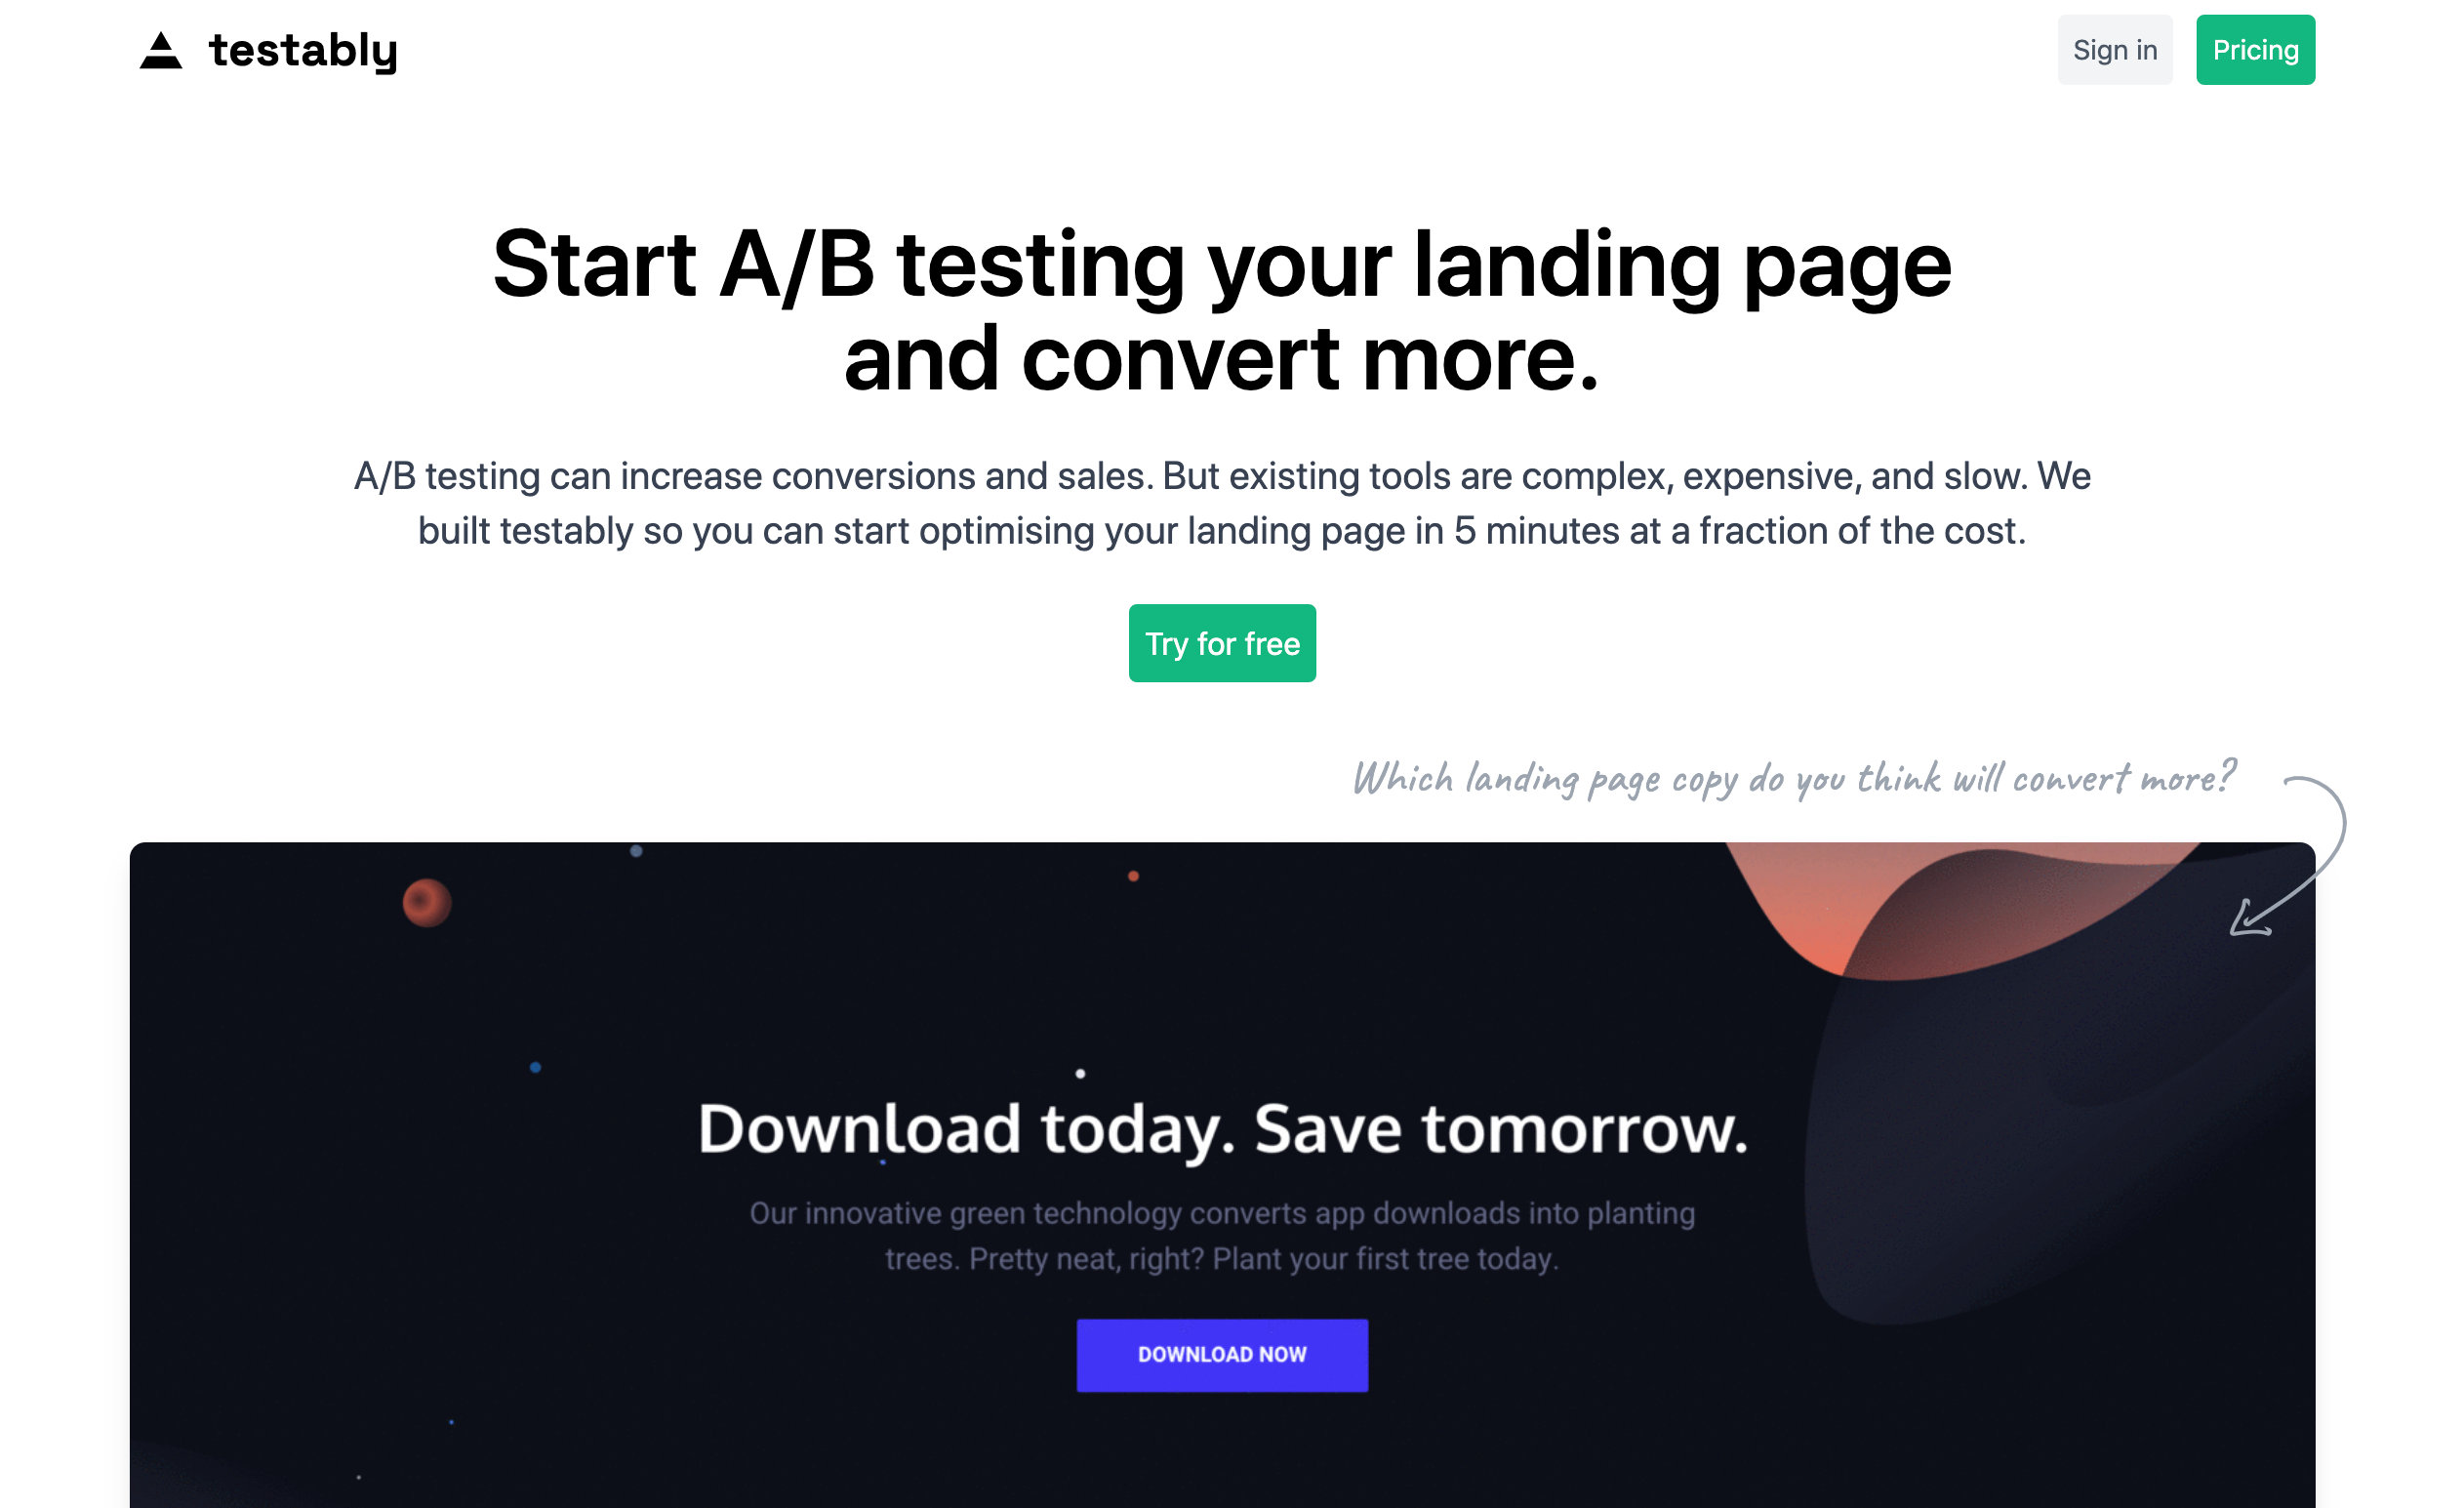 testably
Sign in
Pricing
Start A/B testing your landing page
and convert more.
A/B testing can increase conversions and sales. But existing tools are complex, expensive, and slow. We
built testably so you can start optimising your landing page in 5 minutes at a fraction of the cost.
Try for free
Which landing page copy do you think will convert more?
Download today. Save tomorrow.
Our innovative green technology converts app downloads into planting
trees. Pretty neat, right? Plant your first tree today.
DOWNLOAD NOW